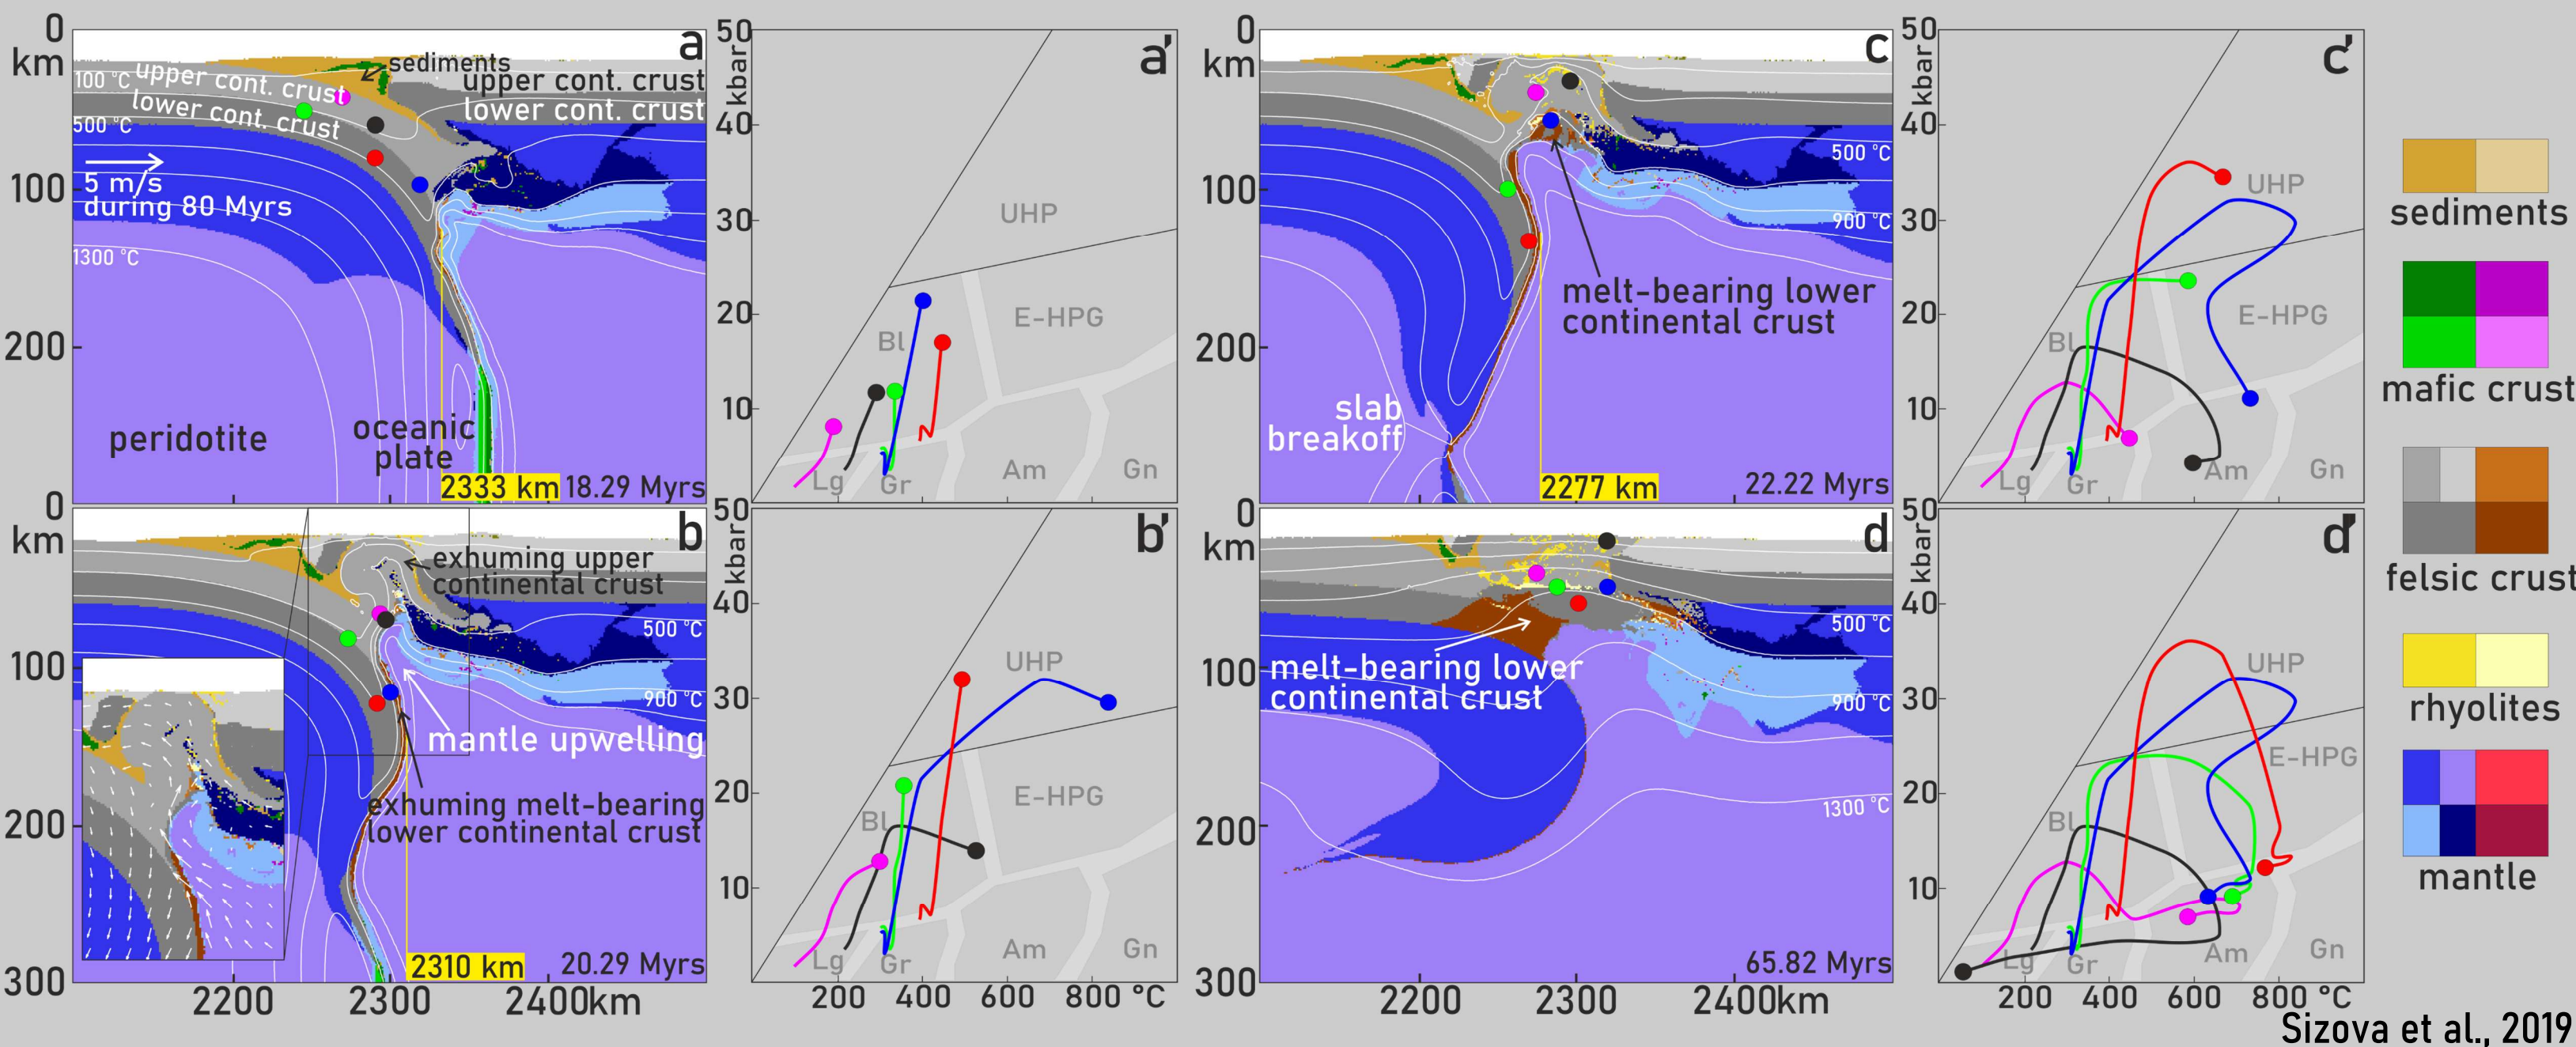 0
km
100
200
0
a
sediments
100 °C
upper cont. crust
upper cont. crust
lower cont. crust
lower cont. crust
500 °C
5 m/s
during 80 Myrs
1300 °C
peridotite
oceanic
plate
2333 km
18.29 Myrs
50
kbar
40
30
20
10
a'
UHP
E-HPG
Bl
Lg
Gr
Am
Gn
km
100
200
300
b
exhuming upper
continental crust
500 °C
900 °C
mantle upwelling
exhuming melt-bearing
lower continental crust
2310 km
20.29 Myrs
2200
2300
2400km
50
kbar
40
30
20
10
b'
UHP
E-HPG
Bl
Lg
Gr
Am
Gn
200
400
600
800 °C
0
km
100
200
0
c
500 °C
900 °C
melt-bearing lower
continental crust
slab
breakoff
2277 km
22.22 Myrs
50
kbar
40
30
20
10
c'
UHP
E-HPG
Bl
Lg
Gr
Am
Gn
km
100
200
300
d
500 °C
melt-bearing lower
continental crust
900 °C
1300 °C
65.82 Myrs
2200
2300
2400km
50
kbar
40
30
20
10
d'
UHP
E-HPG
Bl
Lg
Gr
Am
Gn
200
400
600
800 °C
sediments
mafic crust
felsic crust
rhyolites
mantle
Sizova et al., 2019